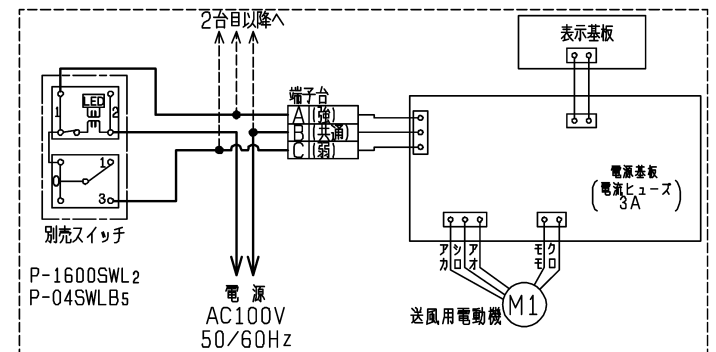 2台目以降へ
表示基板
LED
1
2
端子台
A (強)
B (共通)
C (弱)
0
1
3
電源基板
(電流ヒューズ)
3A
別売スイッチ
アカ
シロ
アオ
モモ
クロ
P-1600SWL2
P-04SWLB5
電 源
AC100V
50/60Hz
送風用電動機
M1